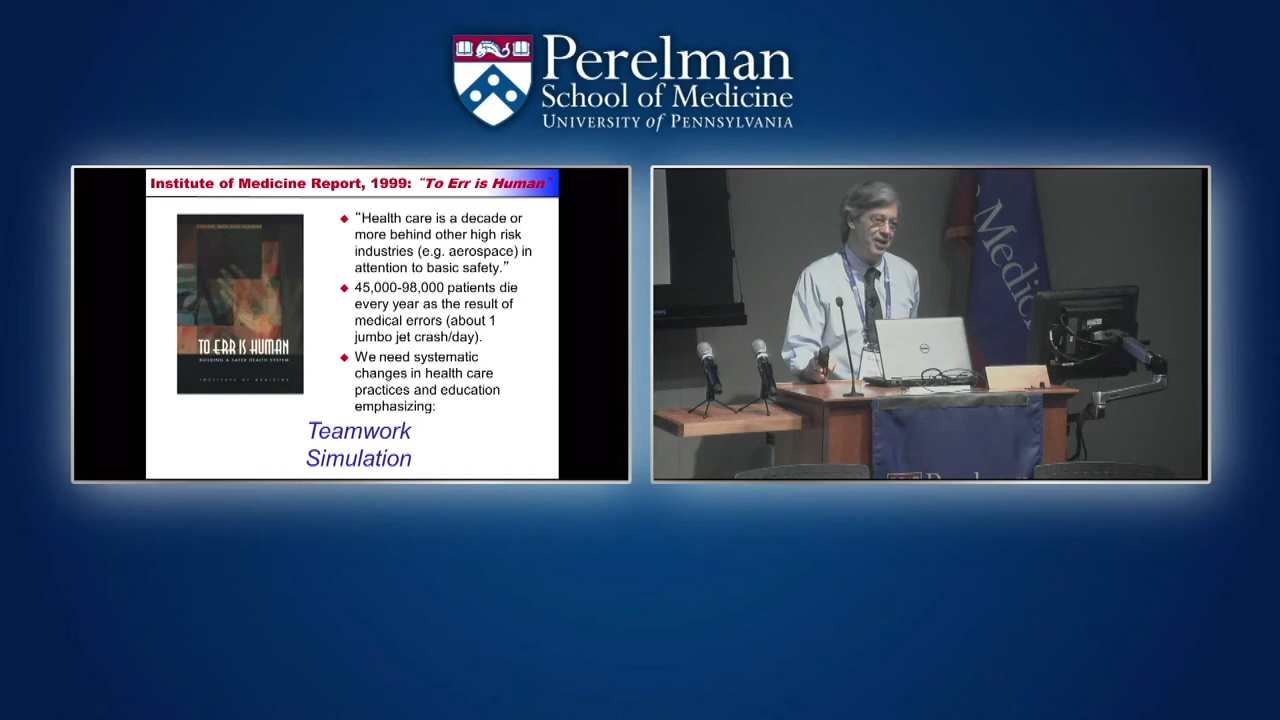 Perelman
School of Medicine
UNIVERSITY of PENNSYLVANIA
Institute of Medicine Report, 1999: “To Err is Human”
TO ERR IS HUMAN
BUILDING A SAFER HEALTH SYSTEM
INSTITUTE OF MEDICINE
“Health care is a decade or
more behind other high risk
industries (e.g. aerospace) in
attention to basic safety.”
45,000-98,000 patients die
every year as the result of
medical errors (about 1
jumbo jet crash/day).
We need systematic
changes in health care
practices and education
emphasizing:
Teamwork
Simulation
Medici
DELL